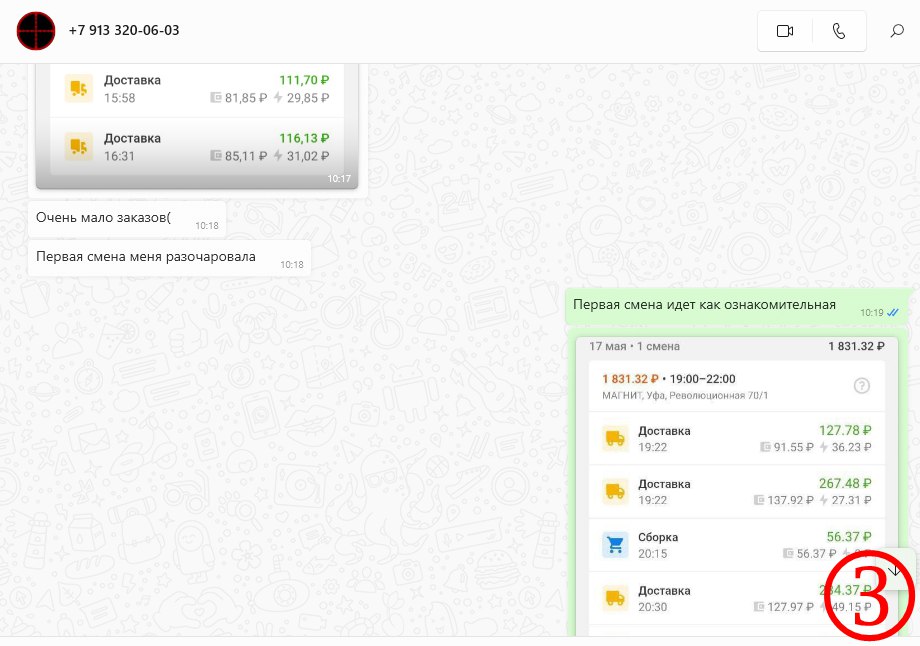 +7 913 320-06-03
Доставка 111,70 ₽
15:58 81,85 ₽ 29,85 ₽
Доставка 116,13 ₽
16:31 85,11 ₽ 31,02 ₽
10:17
Очень мало заказов( 10:18
Первая смена меня разочаровала 10:18
Первая смена идет как ознакомительная 10:19
17 мая • 1 смена 1 831.32 ₽
1 831.32 ₽ • 19:00–22:00
МАГНИТ, Уфа, Революционная 70/1
?
Доставка 127.78 ₽
19:22 91.55 ₽ 36.23 ₽
Доставка 267.48 ₽
19:22 137.92 ₽ 27.31 ₽
Сборка 56.37 ₽
20:15 56.37 ₽
Доставка
20:30 127.97 ₽ 49.15 ₽
3